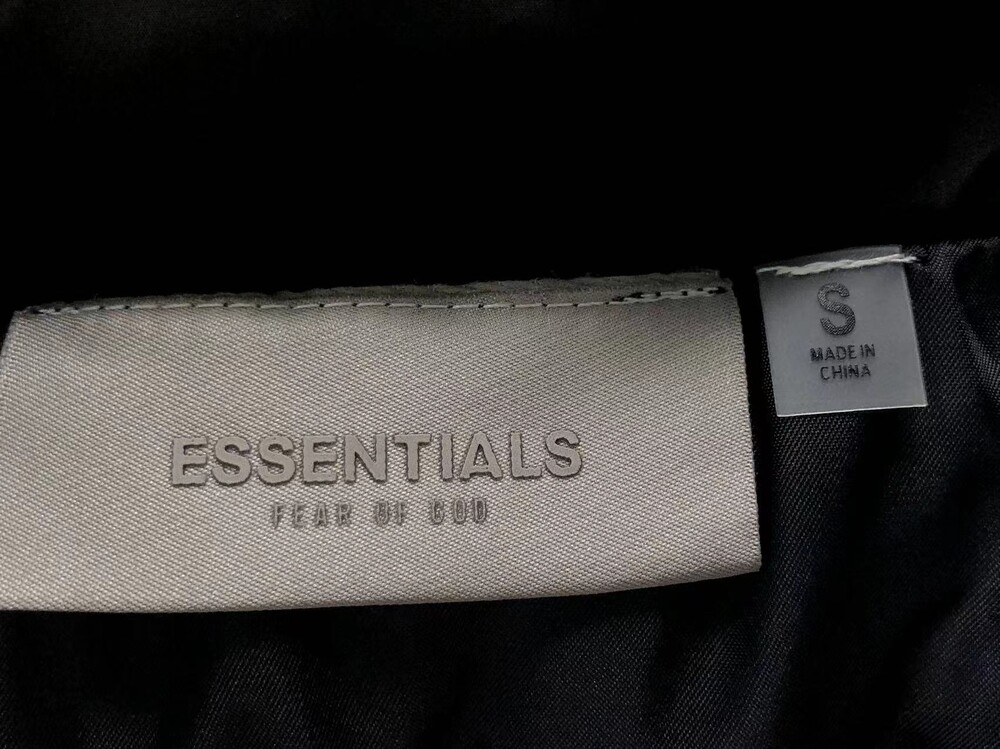 ESSENTIALS
FEAR OF GOD
S
MADE IN
CHINA